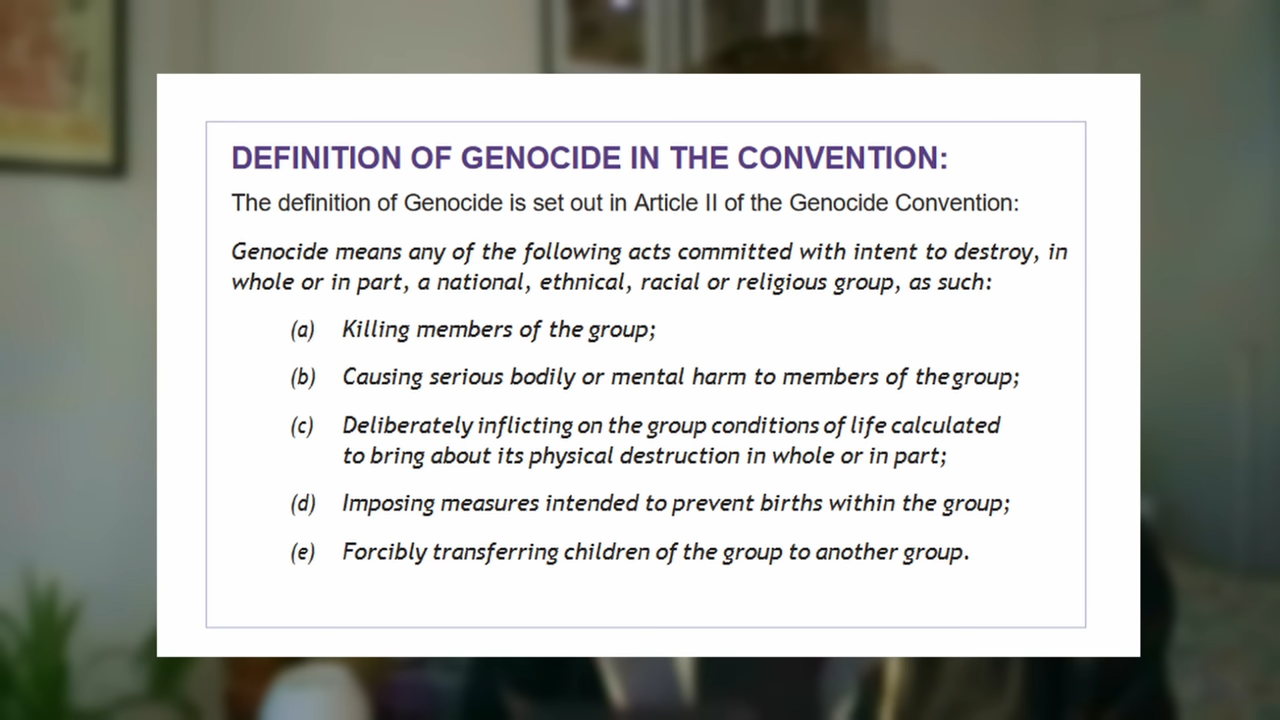 DEFINITION OF GENOCIDE IN THE CONVENTION:
The definition of Genocide is set out in Article II of the Genocide Convention:
Genocide means any of the following acts committed with intent to destroy, in
whole or in part, a national, ethnical, racial or religious group, as such:
(a) Killing members of the group;
(b) Causing serious bodily or mental harm to members of the group;
(c) Deliberately inflicting on the group conditions of life calculated
to bring about its physical destruction in whole or in part;
(d) Imposing measures intended to prevent births within the group;
(e) Forcibly transferring children of the group to another group.